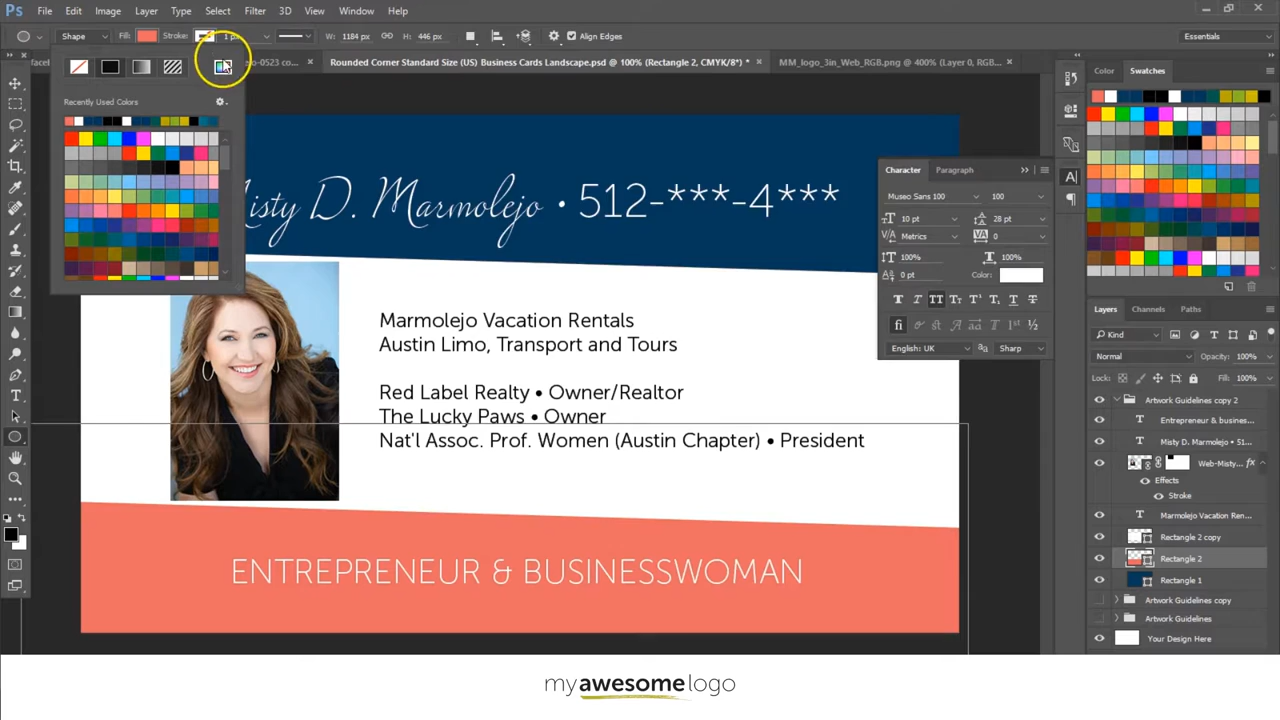 Ps File Edit Image Layer Type Select Filter 3D View Window Help
Shape Fill: Stroke: W: 1184 px H: 446 px Align Edges Essentials
Rounded Corner Standard Size (US) Business Cards Landscape.psd @ 100% (Rectangle 2, CMYK/8*) * × MM_logo_3in_Web_RGB.png @ 400% (Layer 0, RGB... ×
Recently Used Colors
Color Swatches
Misty D. Marmolejo • 512-***-4***
Character Paragraph
Museo Sans 100 100
10 pt 28 pt
Metrics 0
100% 100%
0 pt Color:
English: UK Sharp
Marmolejo Vacation Rentals
Austin Limo, Transport and Tours
Red Label Realty • Owner/Realtor
The Lucky Paws • Owner
Nat'l Assoc. Prof. Women (Austin Chapter) • President
ENTREPRENEUR & BUSINESSWOMAN
Layers Channels Paths
Kind
Normal Opacity: 100%
Lock: Fill: 100%
Artwork Guidelines copy 2
Entrepreneur & busines...
Misty D. Marmolejo • 51...
Web-Misty... fx
Effects
Stroke
Marmolejo Vacation Ren...
Rectangle 2 copy
Rectangle 2
Rectangle 1
Artwork Guidelines copy
Artwork Guidelines
Your Design Here
myawesomelogo